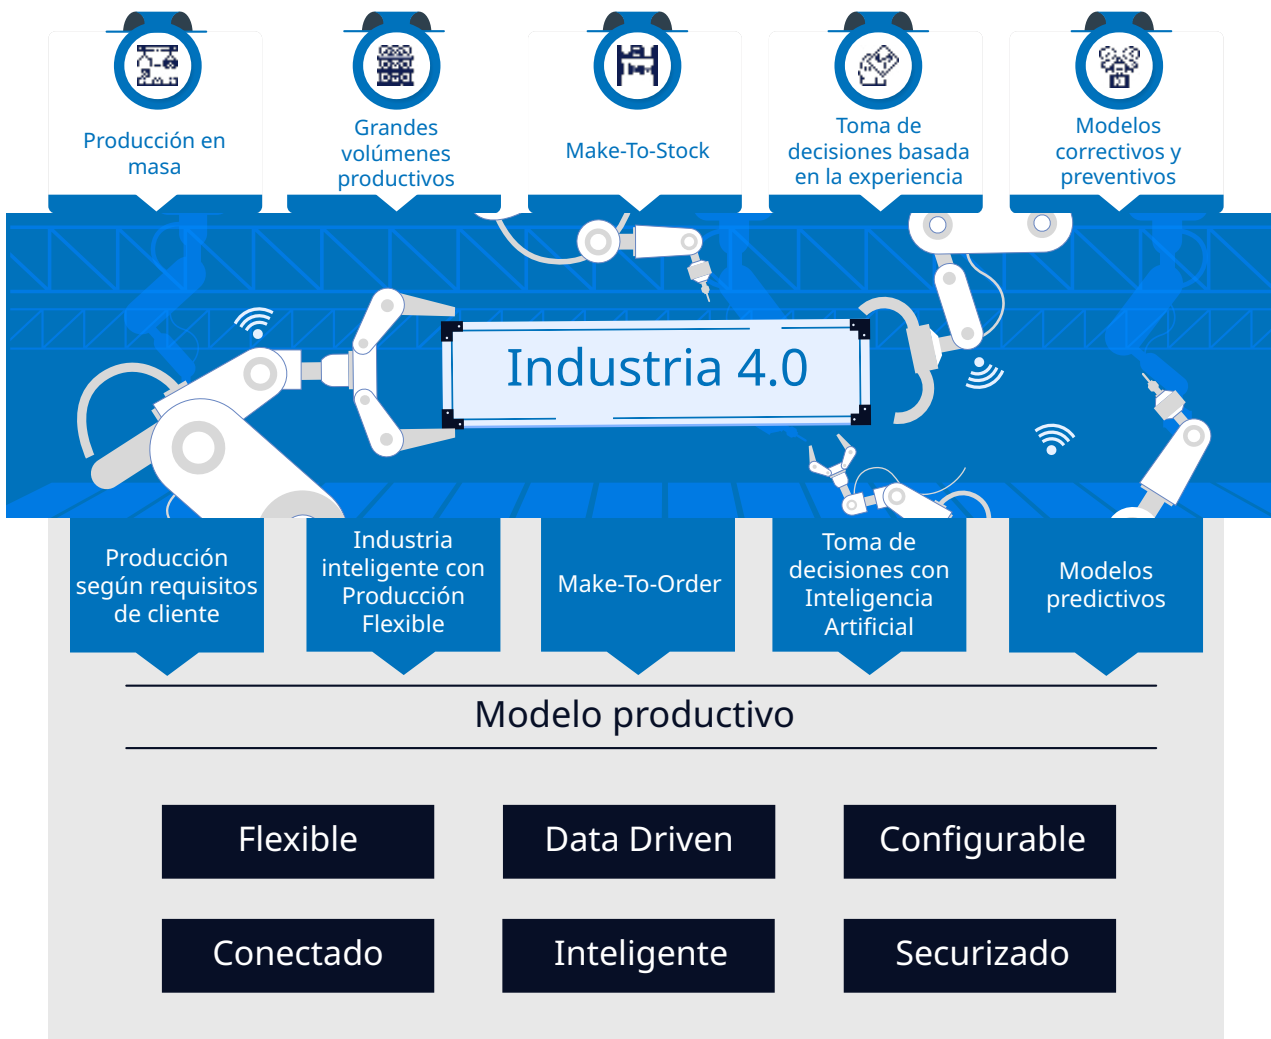 Producción en
masa
Grandes
volúmenes
productivos
Make-To-Stock
Toma de
decisiones basada
en la experiencia
Modelos
correctivos y
preventivos
Industria 4.0
Producción
según requisitos
de cliente
Industria
inteligente con
Producción
Flexible
Make-To-Order
Toma de
decisiones con
Inteligencia
Artificial
Modelos
predictivos
Modelo productivo
Flexible
Data Driven
Configurable
Conectado
Inteligente
Securizado